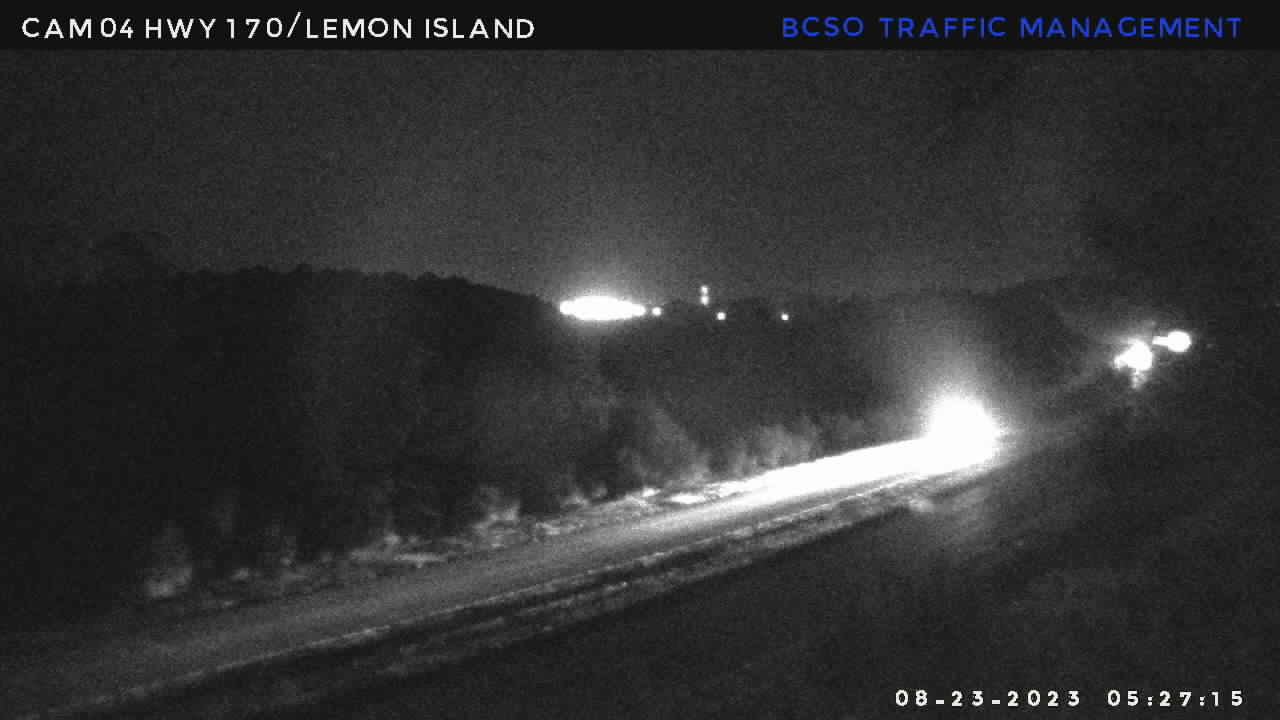 CAM04 HWY 170/LEMON ISLAND
BCSO TRAFFIC MANAGEMENT
08-23-2023 05:27:15